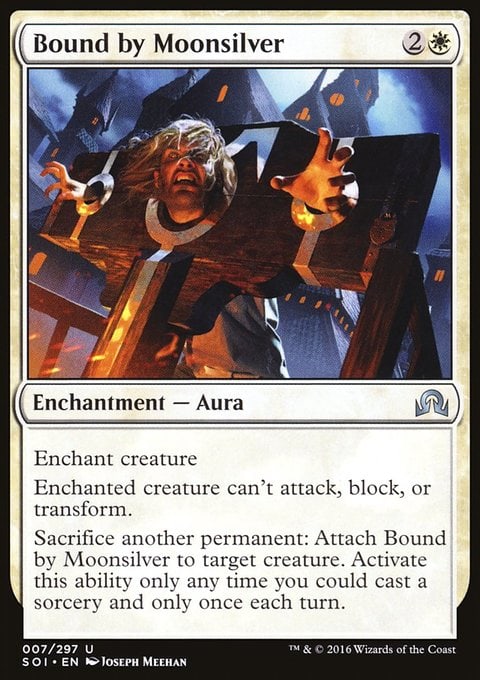 Bound by Moonsilver 2
Enchantment — Aura
Enchant creature
Enchanted creature can't attack, block, or
transform.
Sacrifice another permanent: Attach Bound
by Moonsilver to target creature. Activate
this ability only any time you could cast a
sorcery and only once each turn.
007/297 U
SOI • EN Joseph Meehan
™ & © 2016 Wizards of the Coast